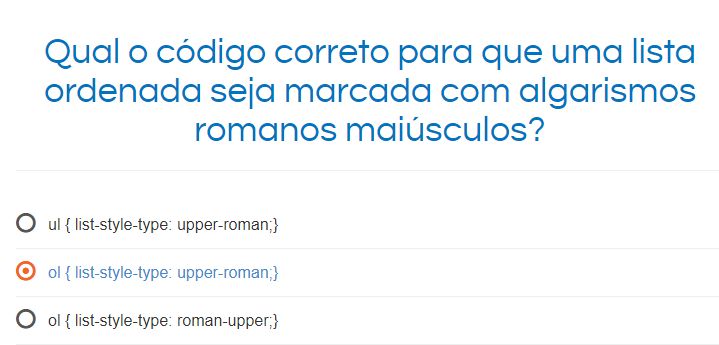 Qual o código correto para que uma lista
ordenada seja marcada com algarismos
romanos maiúsculos?
ul { list-style-type: upper-roman;}
ol { list-style-type: upper-roman;}
ol { list-style-type: roman-upper;}